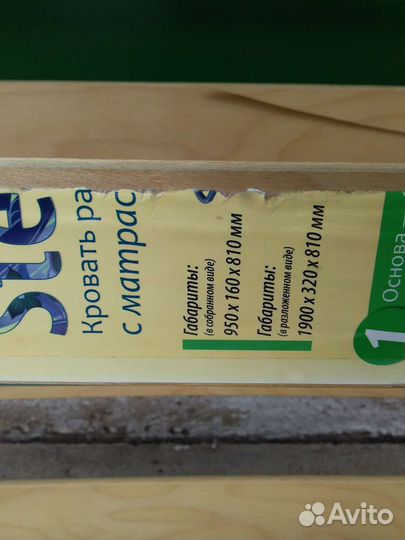 Ste
Кровать ра
с матрас
Габариты:
(в собранном виде)
950 x 160 x 810 мм
Габариты:
(в разложенном виде)
1900 x 320 x 810 мм
1 Основа
Avito